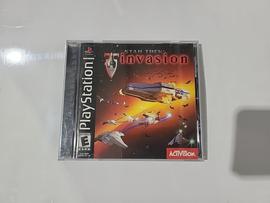 STAR TREK
invasion
PlayStation
E
ACTIVISION